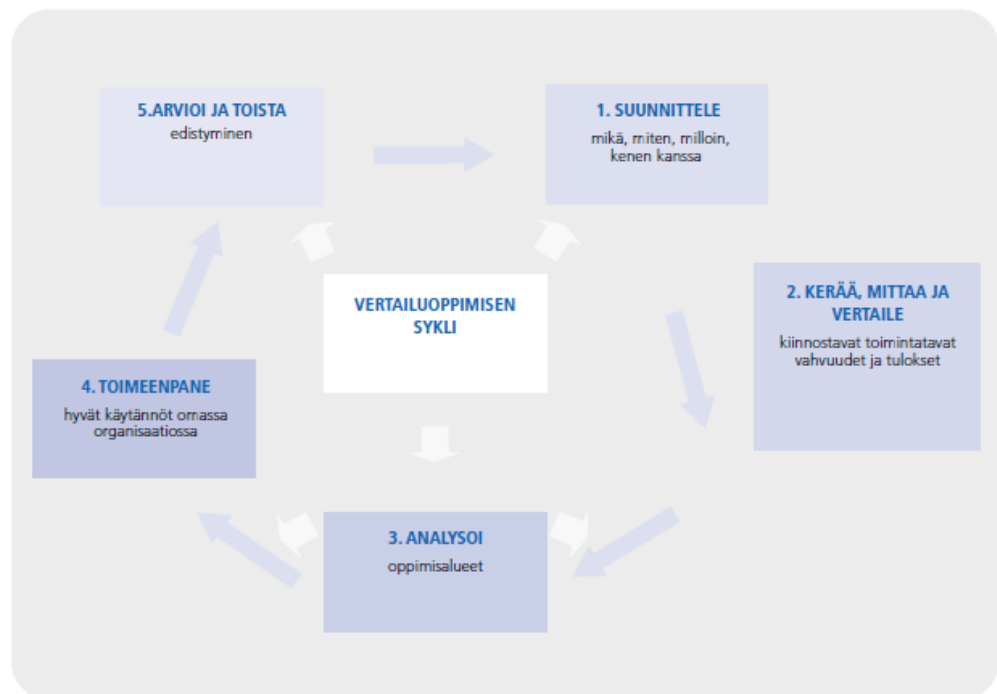 5.ARVIOI JA TOISTA
edistyminen
1. SUUNNITTELE
mikä, miten, milloin,
kenen kanssa
VERTAILUOPPIMISEN
SYKLI
2. KERÄÄ, MITTAA JA
VERTAILE
kiinnostavat toimintatavat
vahvuudet ja tulokset
4. TOIMEENPANE
hyvät käytännöt omassa
organisaatiossa
3. ANALYSOI
oppimisalueet